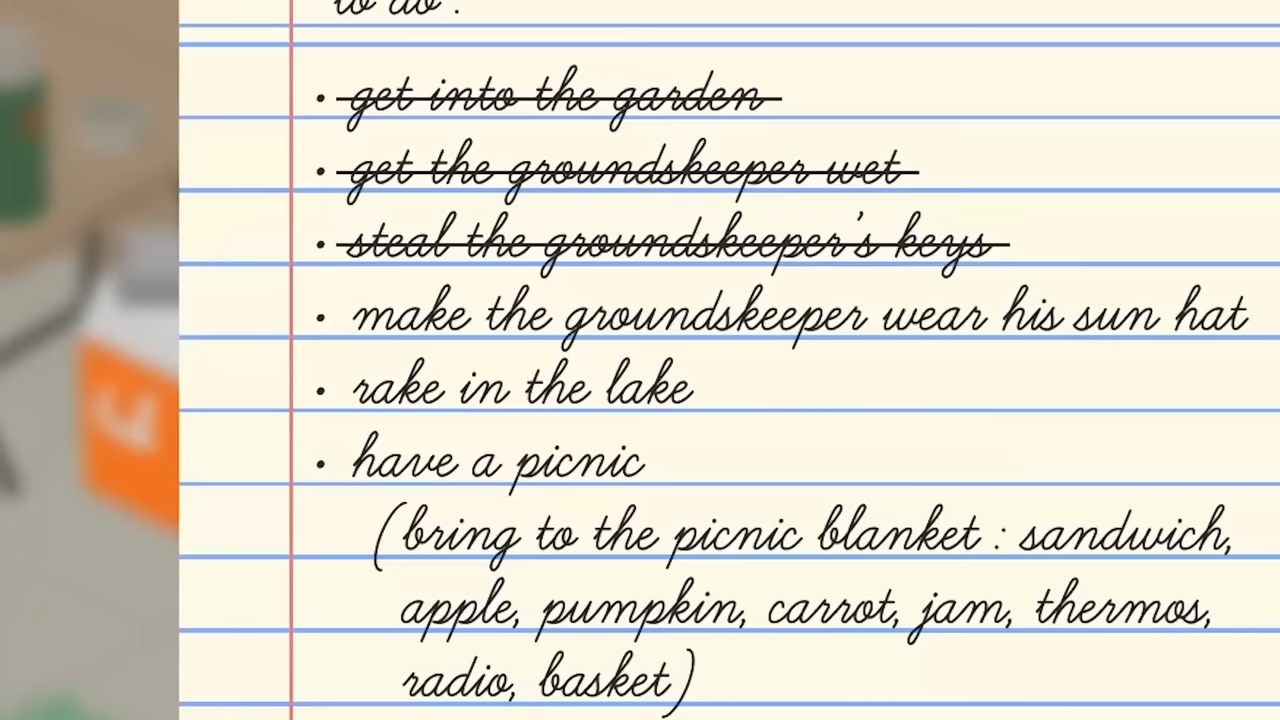 to do :
• get into the garden
• get the groundskeeper wet
• steal the groundskeeper's keys
• make the groundskeeper wear his sun hat
• rake in the lake
• have a picnic
(bring to the picnic blanket : sandwich,
apple, pumpkin, carrot, jam, thermos,
radio, basket)